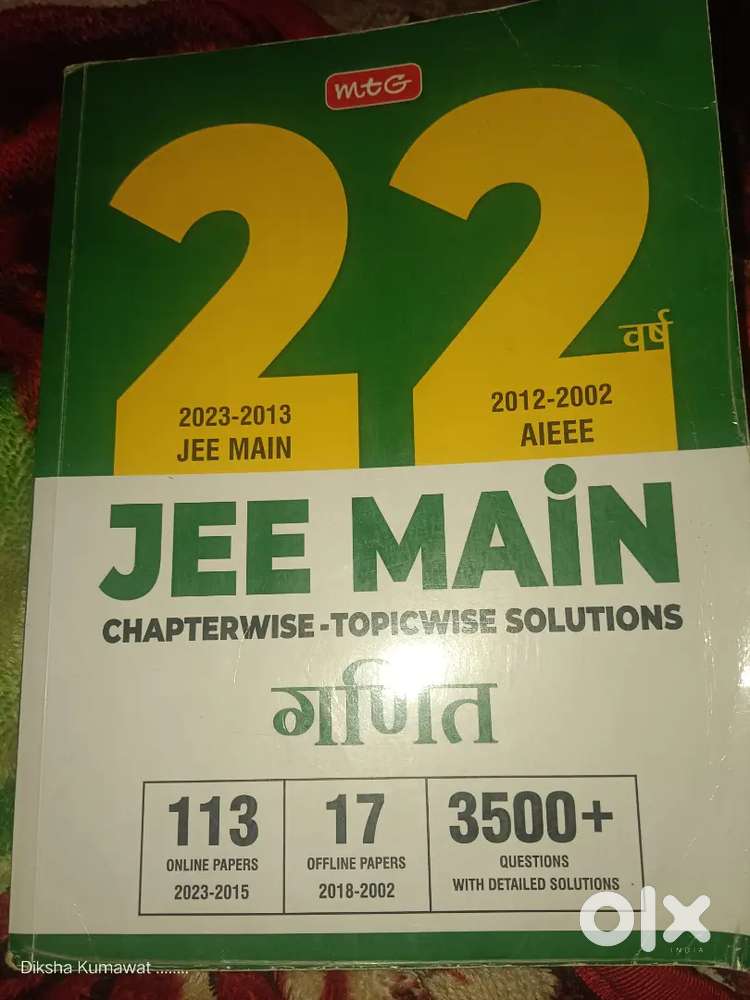 mtG
22
वर्ष
2023-2013
JEE MAIN
2012-2002
AIEEE
JEE MAiN
CHAPTERWISE-TOPICWISE SOLUTIONS
गणित
113
ONLINE PAPERS
2023-2015
17
OFFLINE PAPERS
2018-2002
3500+
QUESTIONS
WITH DETAILED SOLUTIONS
olx
INDIA
Diksha Kumawat ........